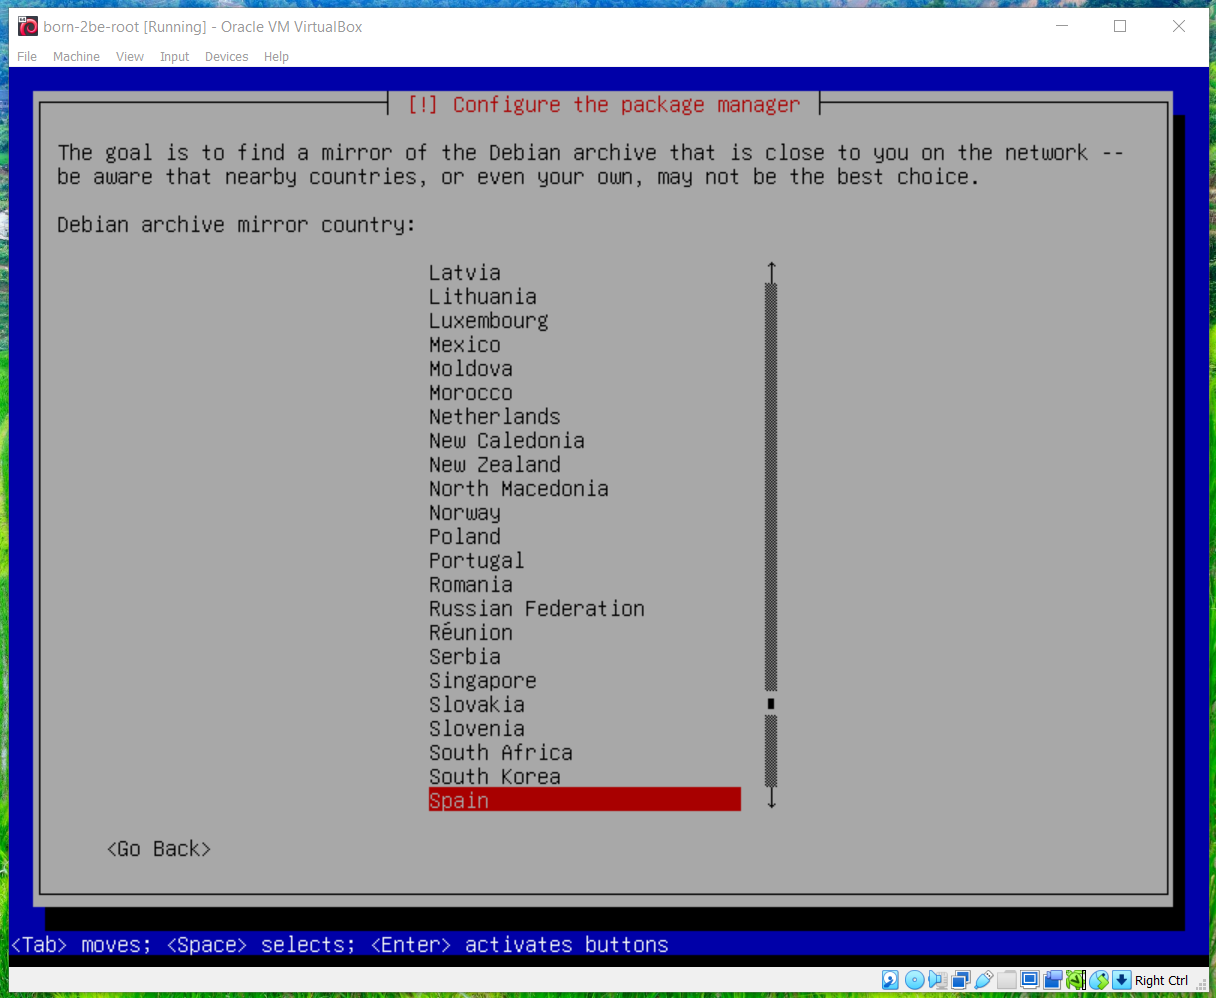 born-2be-root [Running] - Oracle VM VirtualBox
File Machine View Input Devices Help
[!] Configure the package manager
The goal is to find a mirror of the Debian archive that is close to you on the network --
be aware that nearby countries, or even your own, may not be the best choice.
Debian archive mirror country:
Latvia
Lithuania
Luxembourg
Mexico
Moldova
Morocco
Netherlands
New Caledonia
New Zealand
North Macedonia
Norway
Poland
Portugal
Romania
Russian Federation
Réunion
Serbia
Singapore
Slovakia
Slovenia
South Africa
South Korea
Spain
<Go Back>
<Tab> moves; <Space> selects; <Enter> activates buttons
Right Ctrl